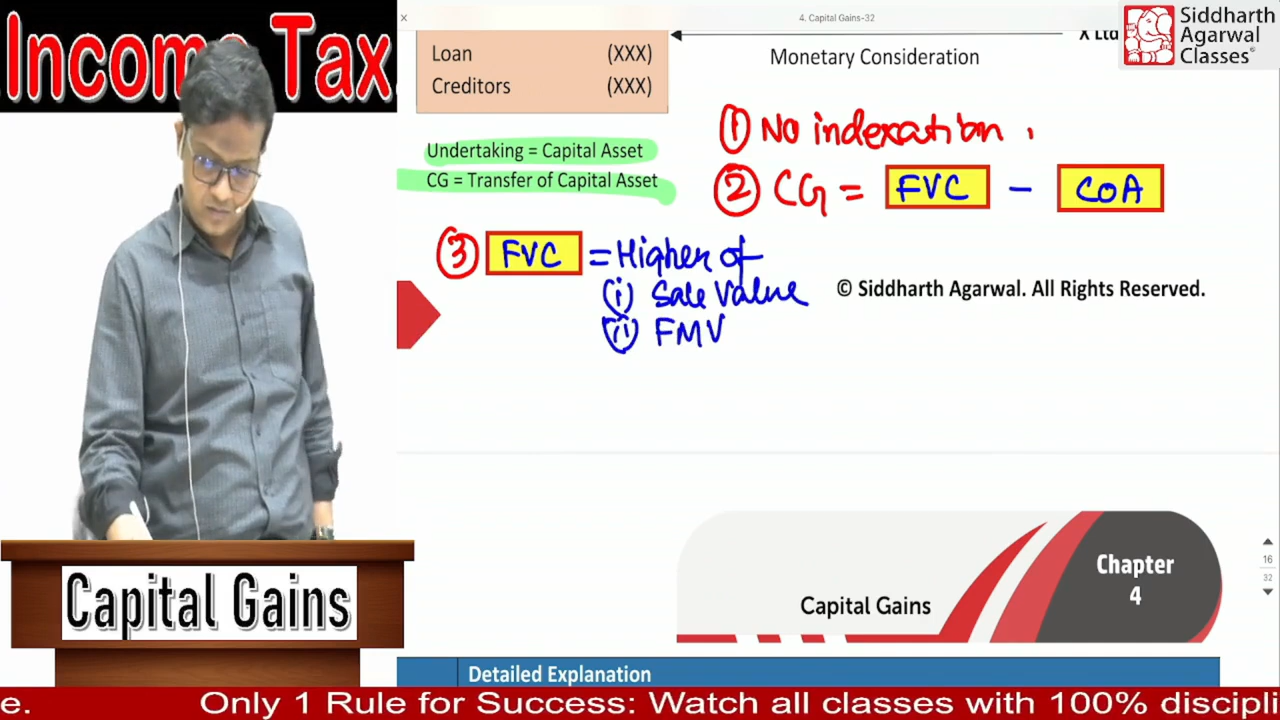 Income Tax
×
4. Capital Gains-32
Siddharth
Agarwal
Classes
Loan (XXX)
Creditors (XXX)
X Ltd
Monetary Consideration
Undertaking = Capital Asset
CG = Transfer of Capital Asset
① No indexation .
② CG = FVC − COA
③ FVC = Higher of
(i) Sale Value
(ii) FMV
© Siddharth Agarwal. All Rights Reserved.
Capital Gains
Chapter
4
Capital Gains
16
32
Detailed Explanation
e. Only 1 Rule for Success: Watch all classes with 100% discipli